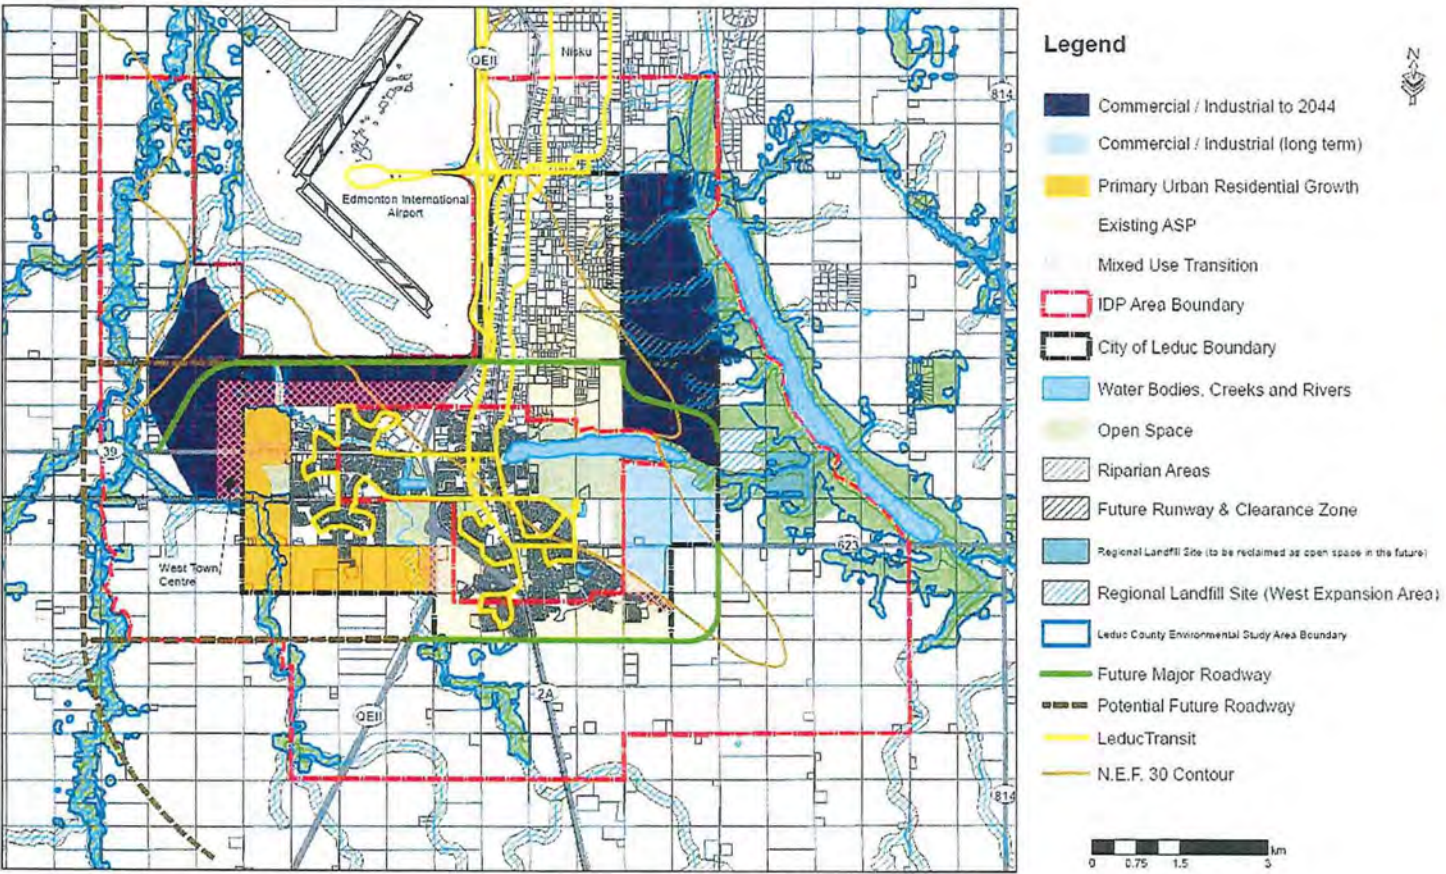 Nisku
QEII
814
Edmonton International
Airport
39
623
West Town
Centre
2A
QEII
814
Legend
N
Commercial / Industrial to 2044
Commercial / Industrial (long term)
Primary Urban Residential Growth
Existing ASP
Mixed Use Transition
IDP Area Boundary
City of Leduc Boundary
Water Bodies, Creeks and Rivers
Open Space
Riparian Areas
Future Runway & Clearance Zone
Regional Landfill Site (to be reclaimed as open space in the future)
Regional Landfill Site (West Expansion Area)
Leduc County Environmental Study Area Boundary
Future Major Roadway
Potential Future Roadway
LeducTransit
N.E.F. 30 Contour
km
0 0.75 1.5 3